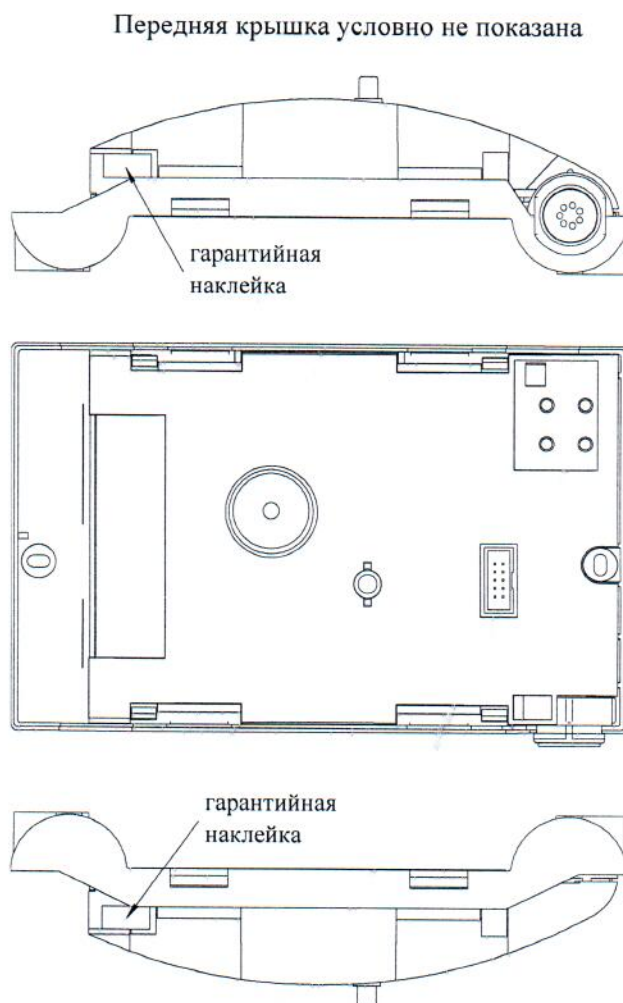 Передняя крышка условно не показана
гарантийная
наклейка
гарантийная
наклейка